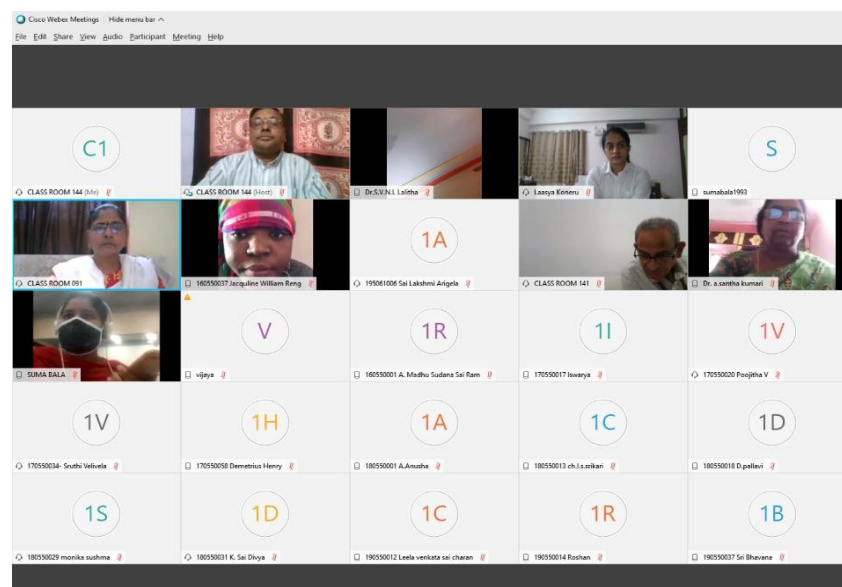 Cisco Webex Meetings Hide menu bar
File Edit Share View Audio Participant Meeting Help
C1
S
CLASS ROOM 144 (Me)
CLASS ROOM 144 (Host)
Dr.S.V.N.L Lalitha
Laasya Koneru
sumabala1993
1A
CLASS ROOM 091
160550037 Jacquline William Reng
195061006 Sai Lakshmi Arigela
CLASS ROOM 141
Dr. a.santha kumari
V
1R
1I
1V
SUMA BALA
vijaya
160550001 A. Madhu Sudana Sai Ram
170550017 Iswarya
170550020 Poojitha V
1V
1H
1A
1C
1D
170550034- Sruthi Velivela
170550058 Demetrius Henry
180550001 A.Anusha
180550013 ch.l.s.srikari
180550018 D.pallavi
1S
1D
1C
1R
1B
180550029 monika sushma
180550031 K. Sai Divya
190550012 Leela venkata sai charan
190550014 Roshan
190550037 Sri Bhavana